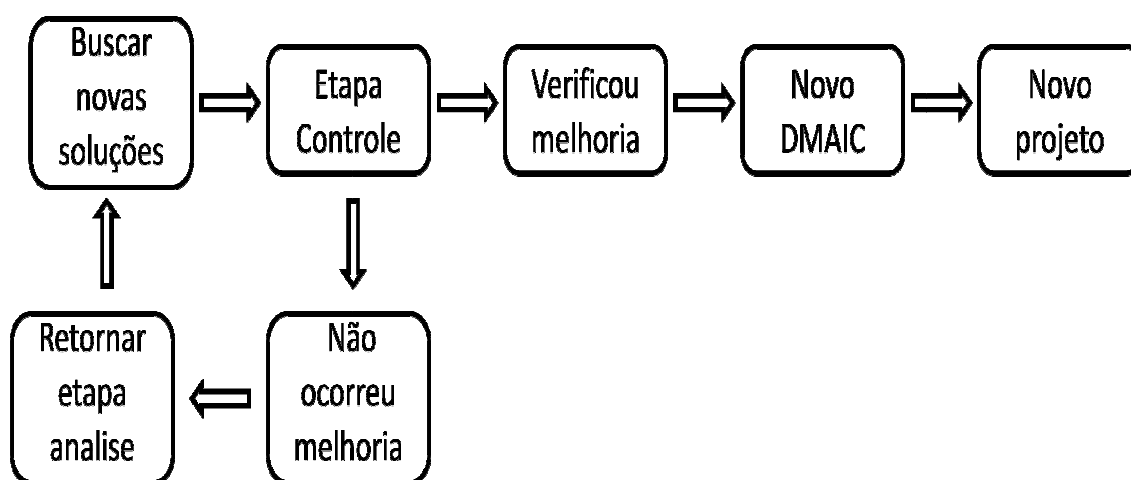 Buscar
novas
soluções
Etapa
Controle
Verificou
melhoria
Novo
DMAIC
Novo
projeto
Retornar
etapa
analise
Não
ocorreu
melhoria